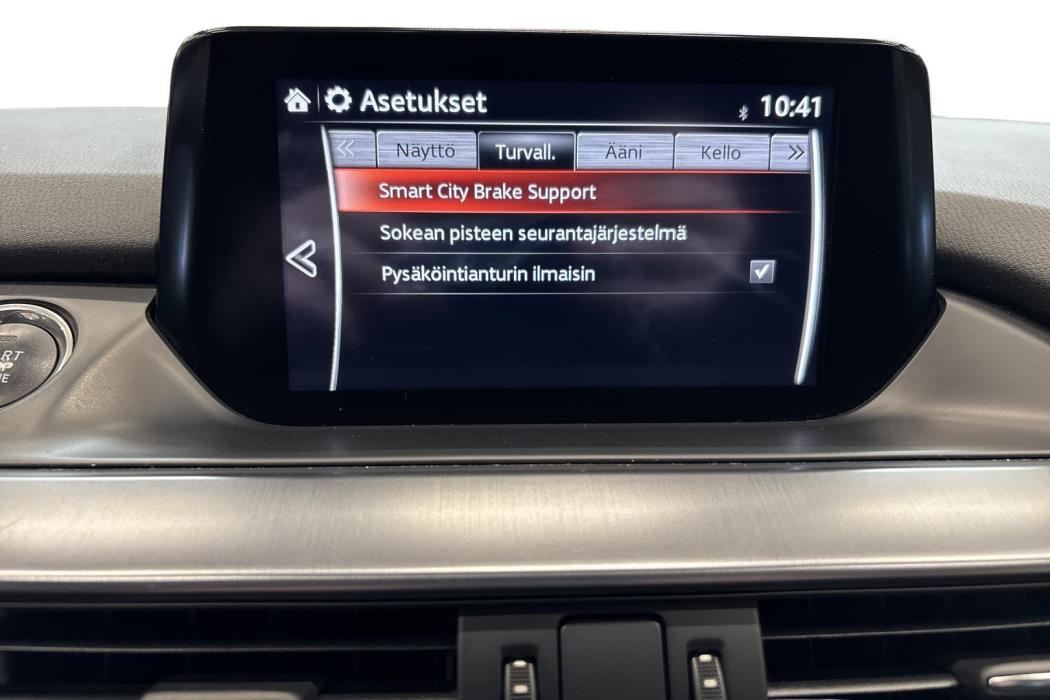 Asetukset
10:41
Näyttö Turvall. Ääni Kello
Smart City Brake Support
Sokean pisteen seurantajärjestelmä
Pysäköintianturin ilmaisin